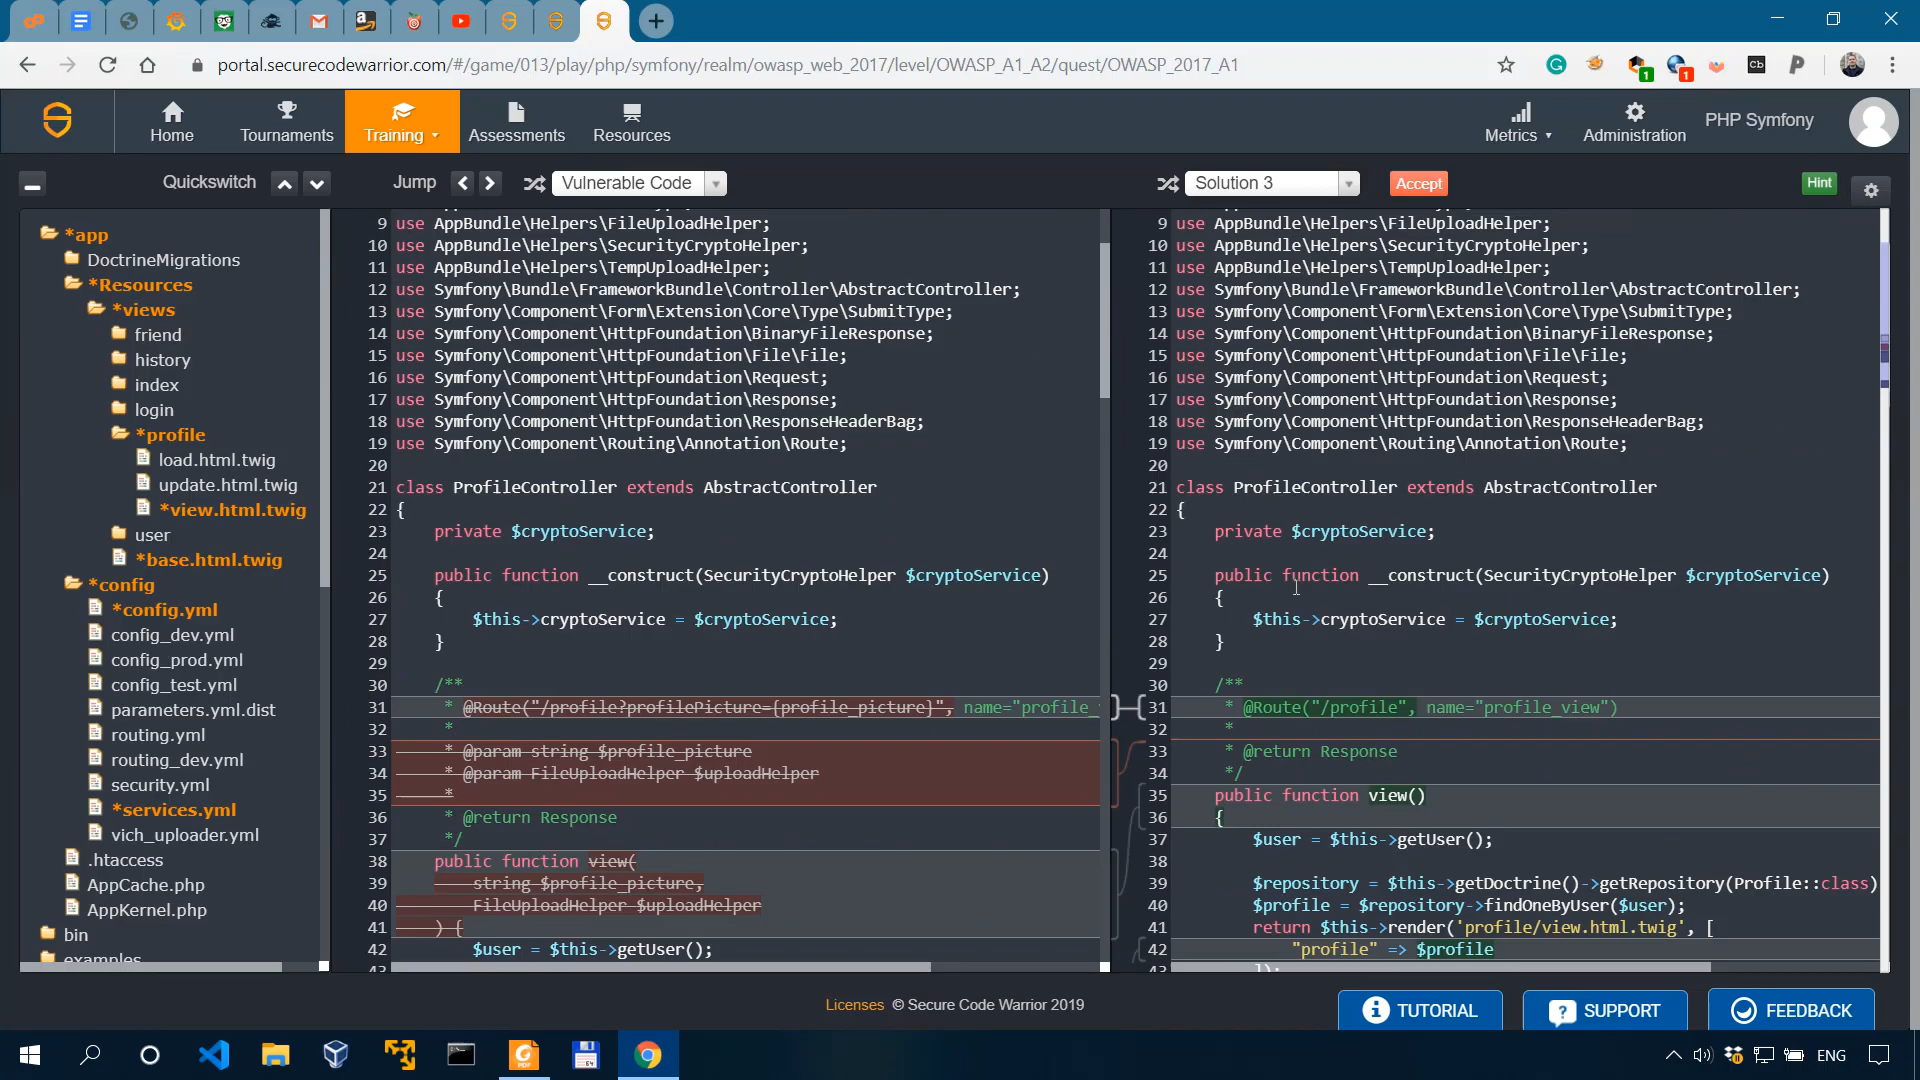 portal.securecodewarrior.com/#/game/013/play/php/symfony/realm/owasp_web_2017/level/OWASP_A1_A2/quest/OWASP_2017_A1
1
1
Cb
Home
Tournaments
Training
Assessments
Resources
Metrics
Administration
PHP Symfony
Quickswitch
Jump
Vulnerable Code
Solution 3
Accept
Hint
*app
DoctrineMigrations
*Resources
*views
friend
history
index
login
*profile
load.html.twig
update.html.twig
*view.html.twig
user
*base.html.twig
*config
*config.yml
config_dev.yml
config_prod.yml
config_test.yml
parameters.yml.dist
routing.yml
routing_dev.yml
security.yml
*services.yml
vich_uploader.yml
.htaccess
AppCache.php
AppKernel.php
bin
examples
9 use AppBundle\Helpers\FileUploadHelper;
10 use AppBundle\Helpers\SecurityCryptoHelper;
11 use AppBundle\Helpers\TempUploadHelper;
12 use Symfony\Bundle\FrameworkBundle\Controller\AbstractController;
13 use Symfony\Component\Form\Extension\Core\Type\SubmitType;
14 use Symfony\Component\HttpFoundation\BinaryFileResponse;
15 use Symfony\Component\HttpFoundation\File\File;
16 use Symfony\Component\HttpFoundation\Request;
17 use Symfony\Component\HttpFoundation\Response;
18 use Symfony\Component\HttpFoundation\ResponseHeaderBag;
19 use Symfony\Component\Routing\Annotation\Route;
20
21 class ProfileController extends AbstractController
22 {
23 private $cryptoService;
24
25 public function __construct(SecurityCryptoHelper $cryptoService)
26 {
27 $this->cryptoService = $cryptoService;
28 }
29
30 /**
31 * @Route("/profile?profilePicture={profile_picture}", name="profile_
32 *
33 * @param string $profile_picture
34 * @param FileUploadHelper $uploadHelper
35 *
36 * @return Response
37 */
38 public function view(
39 string $profile_picture,
40 FileUploadHelper $uploadHelper
41 ) {
42 $user = $this->getUser();
43
9 use AppBundle\Helpers\FileUploadHelper;
10 use AppBundle\Helpers\SecurityCryptoHelper;
11 use AppBundle\Helpers\TempUploadHelper;
12 use Symfony\Bundle\FrameworkBundle\Controller\AbstractController;
13 use Symfony\Component\Form\Extension\Core\Type\SubmitType;
14 use Symfony\Component\HttpFoundation\BinaryFileResponse;
15 use Symfony\Component\HttpFoundation\File\File;
16 use Symfony\Component\HttpFoundation\Request;
17 use Symfony\Component\HttpFoundation\Response;
18 use Symfony\Component\HttpFoundation\ResponseHeaderBag;
19 use Symfony\Component\Routing\Annotation\Route;
20
21 class ProfileController extends AbstractController
22 {
23 private $cryptoService;
24
25 public function __construct(SecurityCryptoHelper $cryptoService)
26 {
27 $this->cryptoService = $cryptoService;
28 }
29
30 /**
31 * @Route("/profile", name="profile_view")
32 *
33 * @return Response
34 */
35 public function view()
36 {
37 $user = $this->getUser();
38
39 $repository = $this->getDoctrine()->getRepository(Profile::class)
40 $profile = $repository->findOneByUser($user);
41 return $this->render('profile/view.html.twig', [
42 "profile" => $profile
43 ]);
Licenses © Secure Code Warrior 2019
TUTORIAL
SUPPORT
FEEDBACK
ENG